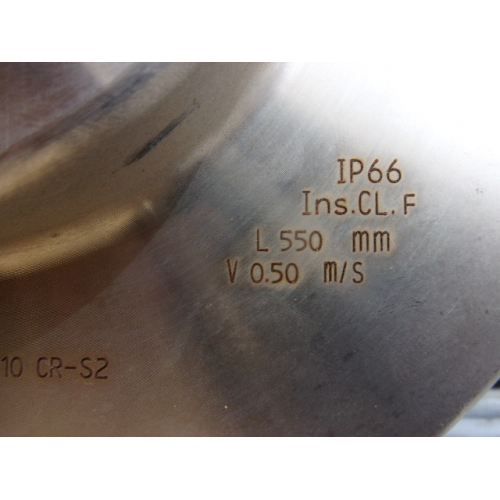 IP66
Ins.CL.F
L 550 mm
V 0.50 m/S
10 CR-S2